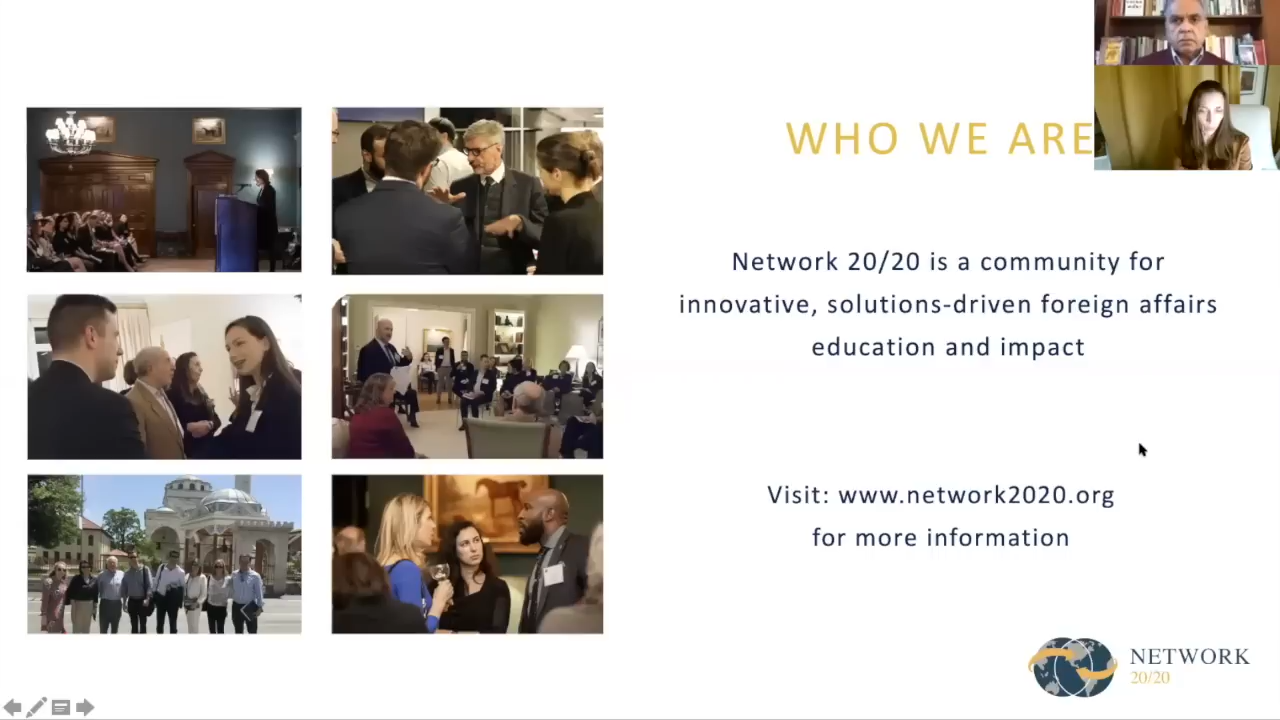 WHO WE ARE
Network 20/20 is a community for
innovative, solutions-driven foreign affairs
education and impact
Visit: www.network2020.org
for more information
NETWORK
20/20